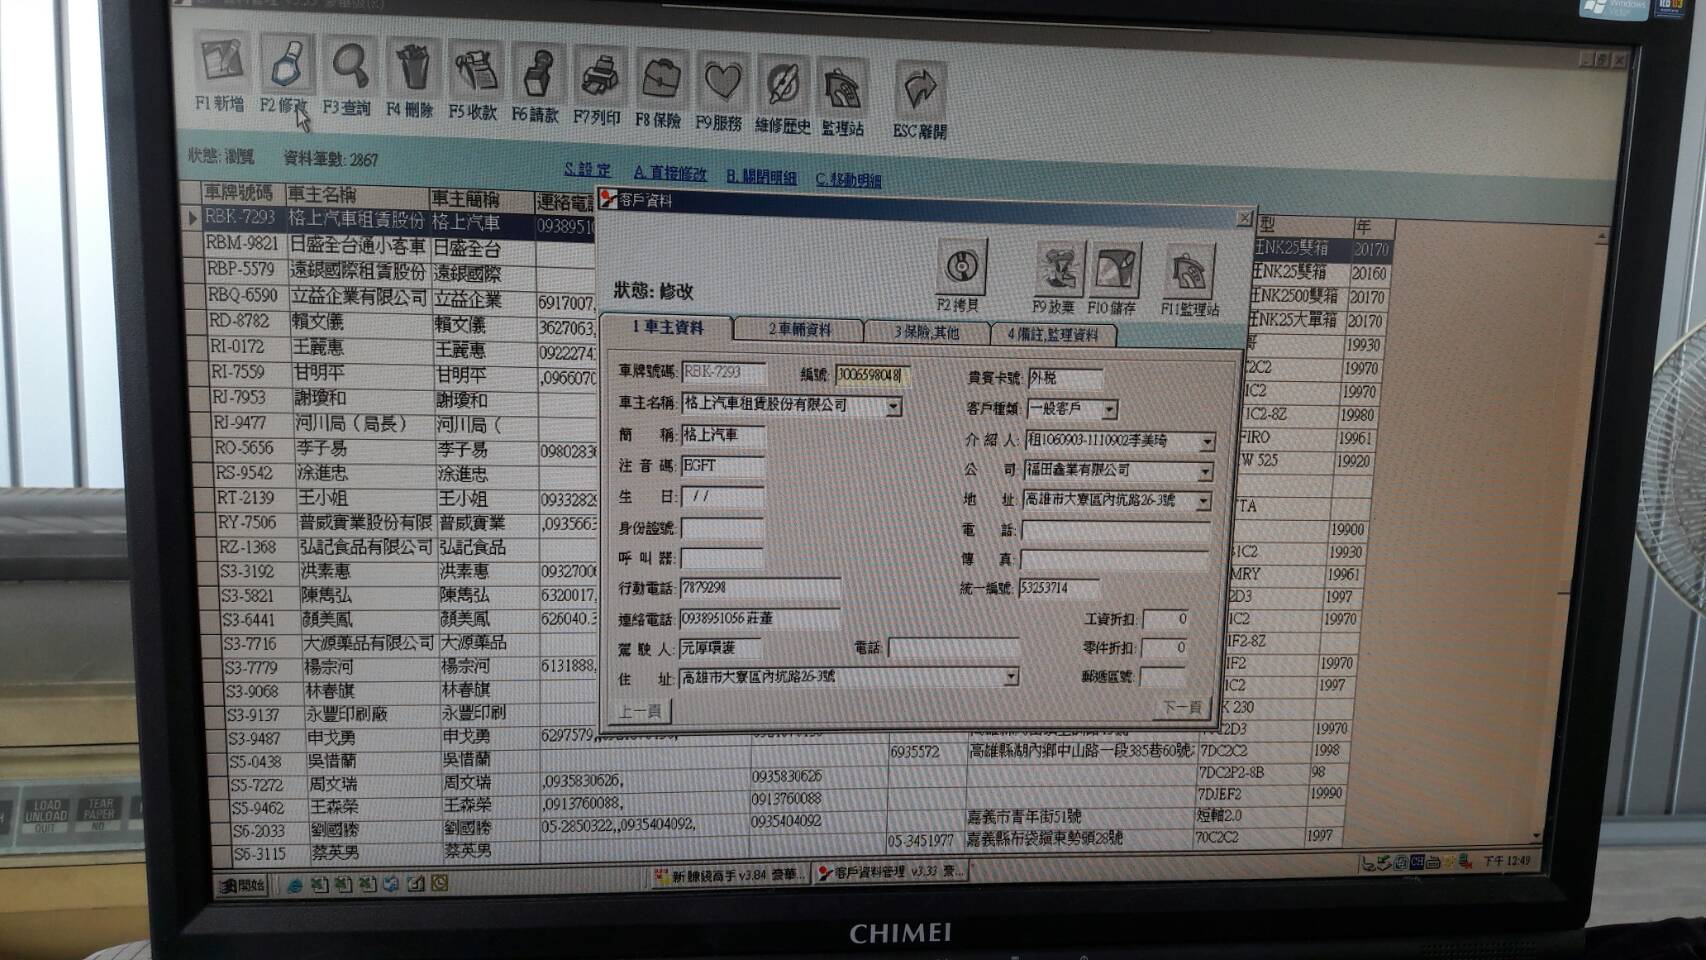 客戶資料管理 v3.33 豪華版(R)
F1 新增 F2 修改 F3 查詢 F4 刪除 F5 收款 F6 請款 F7 列印 F8 保險 F9 服務 維修歷史 監理站 ESC 離開
狀態: 瀏覽 資料筆數: 2867 S. 設 定 A. 直接修改 B. 關閉明細 C. 移動明細
車牌號碼 車主名稱 車主簡稱 連絡電話 型 年
RBK-7293 格上汽車租賃股份 格上汽車 0938951 NK25雙箱 20170
RBM-9821 日盛全台通小客車 日盛全台 NK25雙箱 20160
RBP-5579 遠銀國際租賃股份 遠銀國際 NK2500雙箱 20170
RBQ-6590 立益企業有限公司 立益企業 6917007, NK25大單箱 20170
RD-8782 賴文儀 賴文儀 3627063, 19930
RI-0172 王麗惠 王麗惠 0922274 2C2 19970
RI-7559 甘明平 甘明平 ,0966070 IC2 19970
RJ-7953 謝瓊和 謝瓊和 1C2-8Z 19980
RJ-9477 河川局（局長） 河川局（ FIRO 19961
RO-5656 李子易 李子易 0980283 W 525 19920
RS-9542 涂進忠 涂進忠
RT-2139 王小姐 王小姐 0933282 TA
RY-7506 普威實業股份有限 普威實業 ,093566 19900
RZ-1368 弘記食品有限公司 弘記食品 IC2 19930
S3-3192 洪素惠 洪素惠 0932700 MRY 19961
S3-5821 陳雋弘 陳雋弘 6320017, 2D3 1997
S3-6441 顏美鳳 顏美鳳 626040.3 IC2 19970
S3-7716 大源藥品有限公司 大源藥品 IF2-8Z
S3-7779 楊宗河 楊宗河 6131888, IF2 19970
S3-9068 林春旗 林春旗 IC2 1997
S3-9137 永豐印刷廠 永豐印刷 K 230
S3-9487 申戈勇 申戈勇 6297579, 2D3 19970
S5-0438 吳惜蘭 吳惜蘭 6935572 高雄縣湖內鄉中山路一段385巷60號 7DC2C2 1998
S5-7272 周文瑞 周文瑞 ,0935830626, 0935830626 7DC2P2-8B 98
S5-9462 王森榮 王森榮 ,0913760088, 0913760088 7DJEF2 19990
S6-2033 劉國勝 劉國勝 05-2850322,,0935404092, 0935404092 嘉義市青年街51號 短軸2.0
S6-3115 蔡英男 蔡英男 05-3451977 嘉義縣布袋鎮東勢頭28號 70C2C2 1997
客戶資料
狀態: 修改 F2 拷貝 F9 放棄 F10 儲存 F11監理站
1 車主資料 2 車輛資料 3 保險,其他 4 備註,監理資料
車牌號碼: RBK-7293 編號: 3006598048 貴賓卡號: 外稅
車主名稱: 格上汽車租賃股份有限公司 客戶種類: 一般客戶
簡 稱: 格上汽車 介 紹 人: 租1060903-1110902李美琦
注 音 碼: EGFT 公 司: 福田鑫業有限公司
生 日: / / 地 址: 高雄市大寮區內坑路26-3號
身份證號: 電 話:
呼 叫 器: 傳 真:
行動電話: 7879298 統一編號: 53253714
連絡電話: 0938951056 莊董 工資折扣: 0
駕 駛 人: 元厚環護 電話: 零件折扣: 0
住 址: 高雄市大寮區內坑路26-3號 郵遞區號:
上一頁 下一頁
開始 新 賺錢高手 v3.84 豪華... 客戶資料管理 v3.33 豪... CH 下午 12:49
CHIMEI
LOAD UNLOAD QUIT
TEAR PAPER NO
Windows